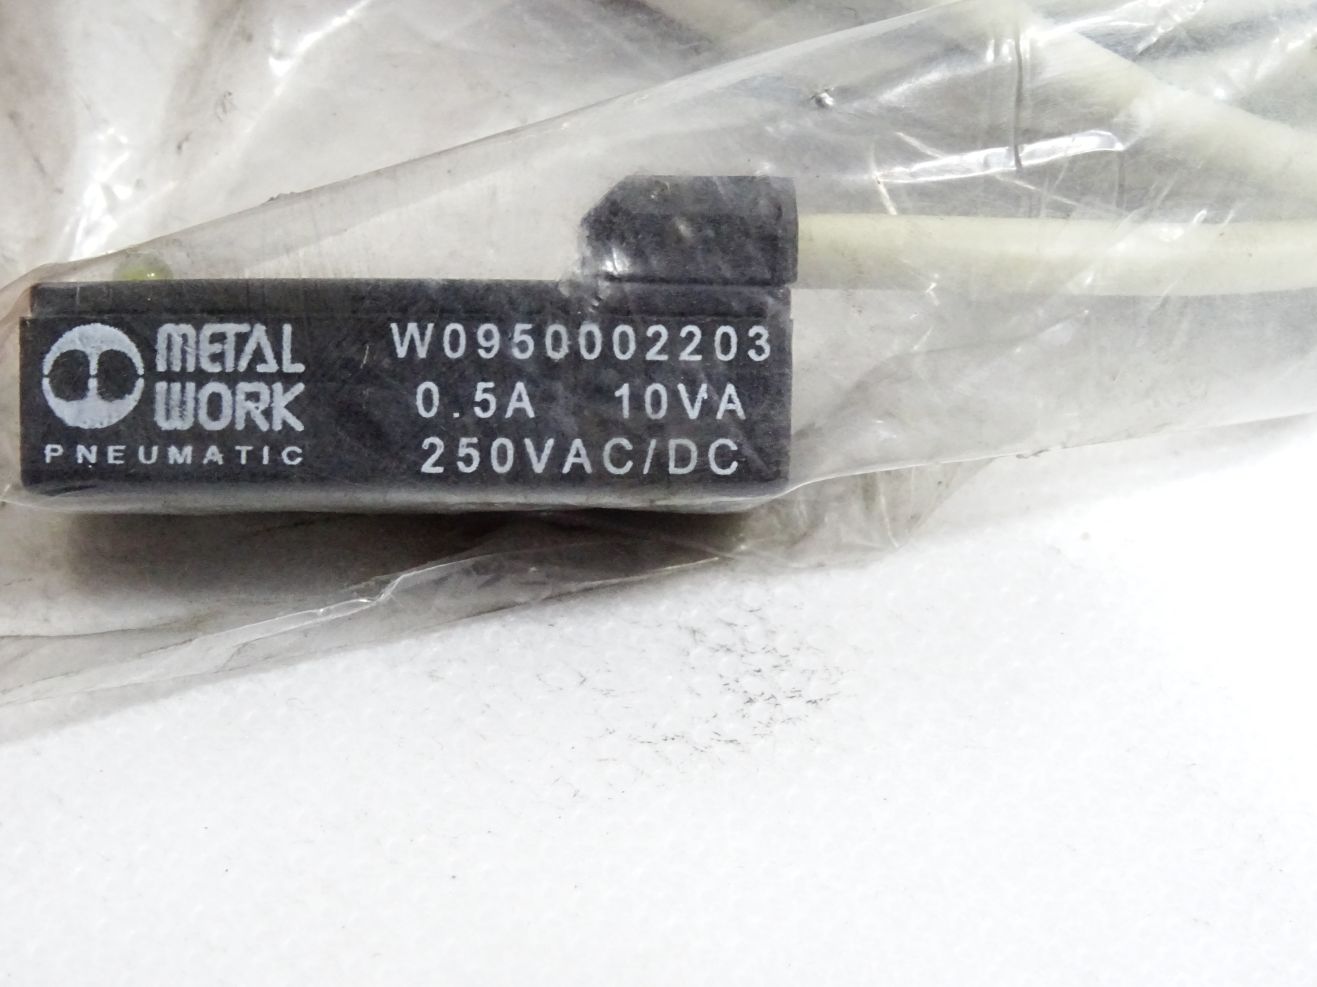 METAL
WORK
PNEUMATIC
W0950002203
0.5A 10VA
250VAC/DC